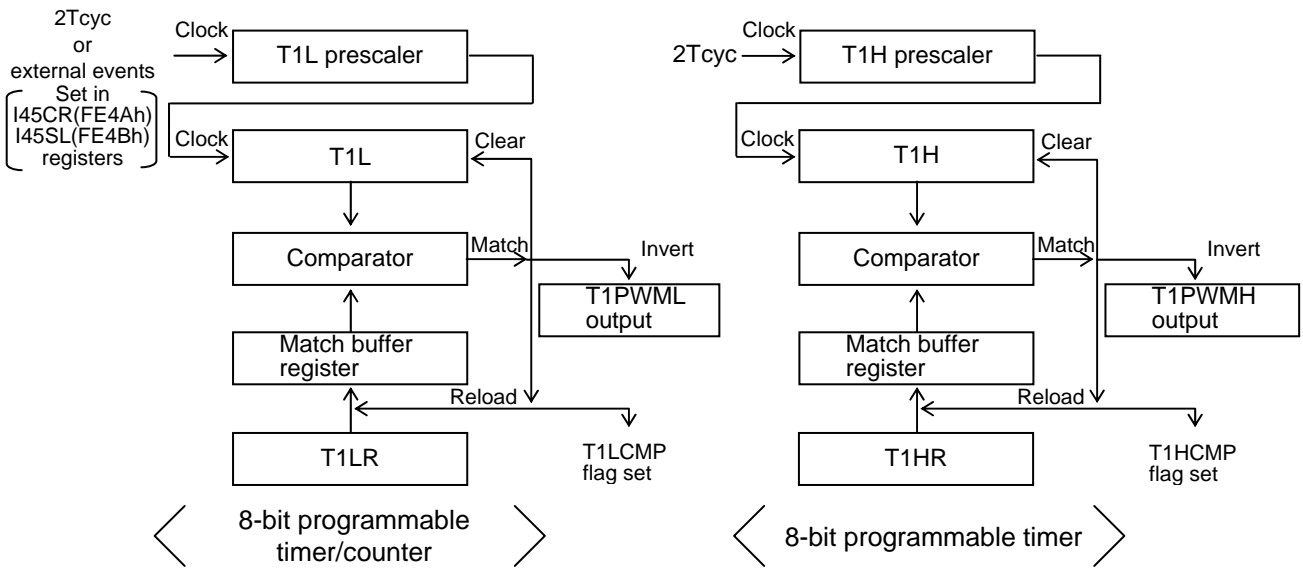 2Tcyc
or
external events
Set in
I45CR(FE4Ah)
I45SL(FE4Bh)
registers
Clock
T1L prescaler
Clock
T1L
Clear
Comparator
Match
Invert
T1PWML
output
Match buffer
register
Reload
T1LR
T1LCMP
flag set
8-bit programmable
timer/counter
2Tcyc
Clock
T1H prescaler
Clock
T1H
Clear
Comparator
Match
Invert
T1PWMH
output
Match buffer
register
Reload
T1HR
T1HCMP
flag set
8-bit programmable timer